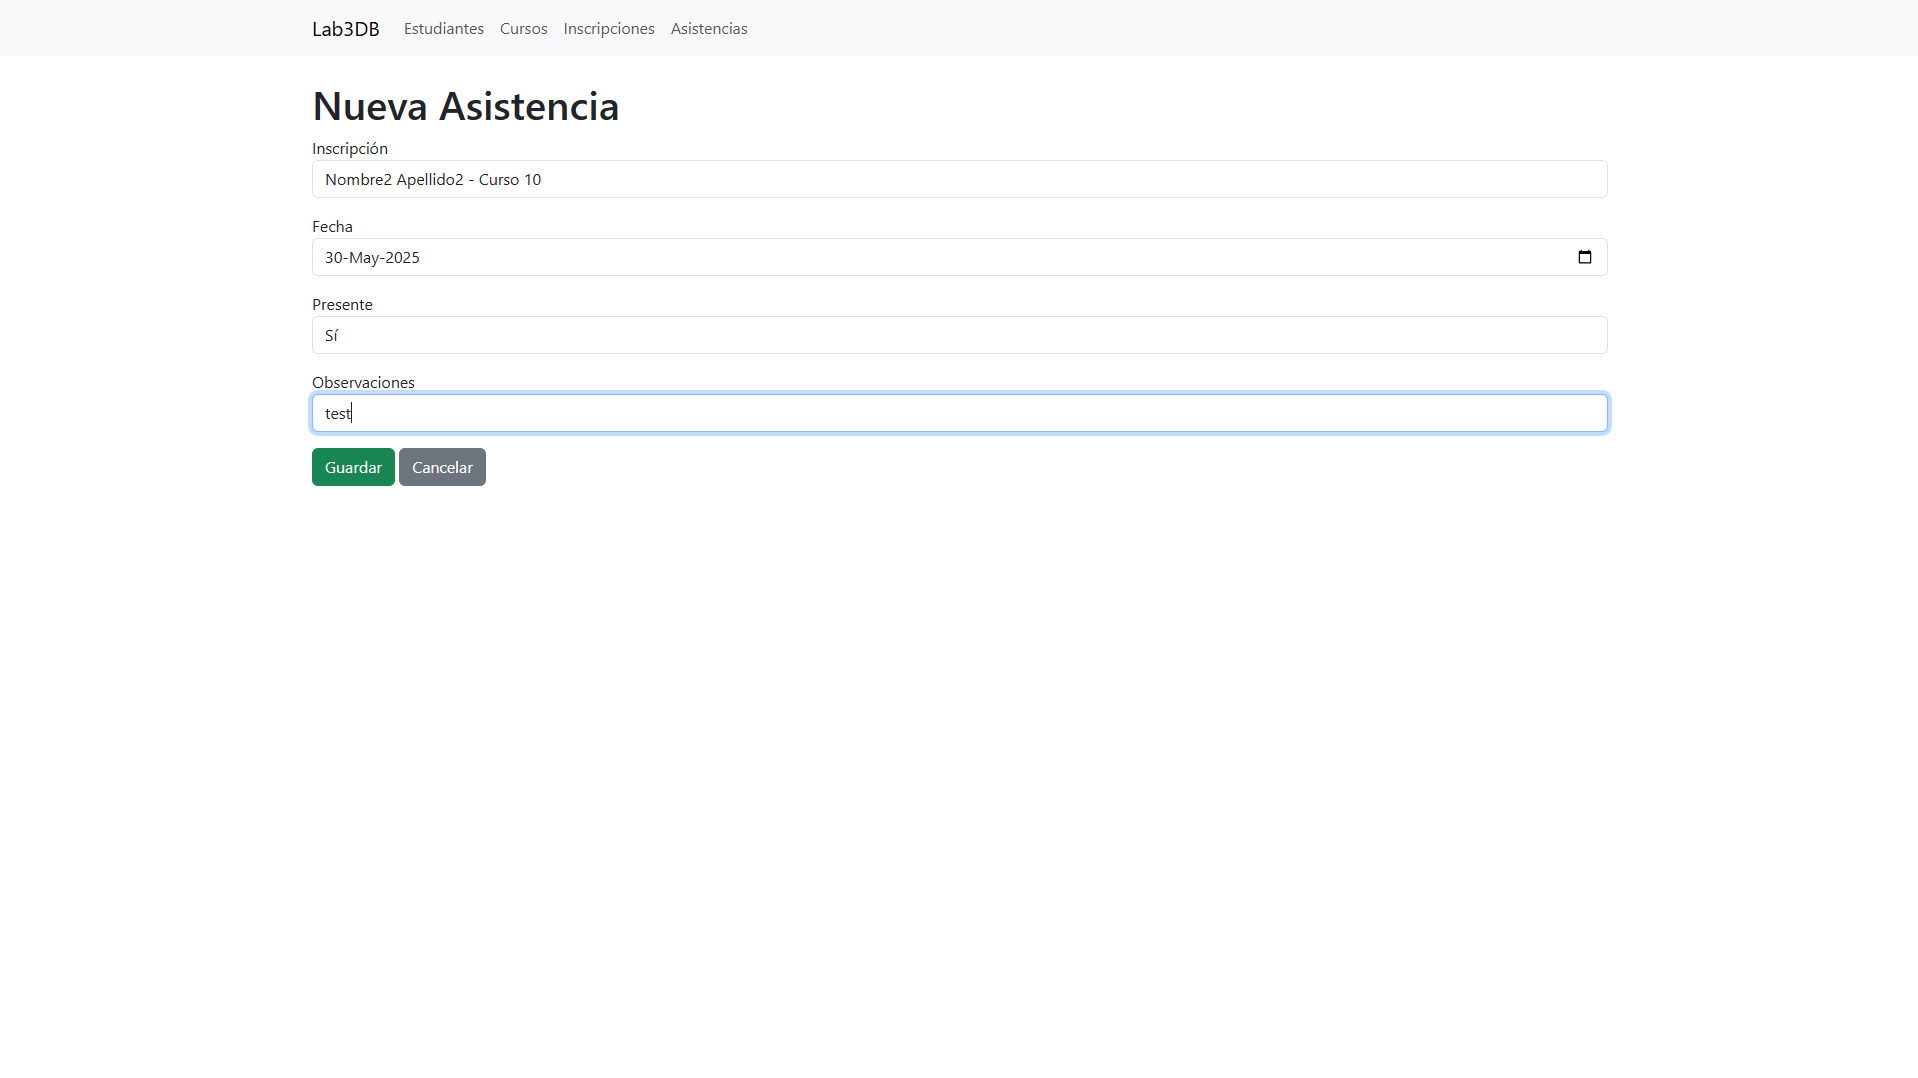 Lab3DB Estudiantes Cursos Inscripciones Asistencias
Nueva Asistencia
Inscripción
Nombre2 Apellido2 - Curso 10
Fecha
30-May-2025
Presente
Sí
Observaciones
test
Guardar Cancelar